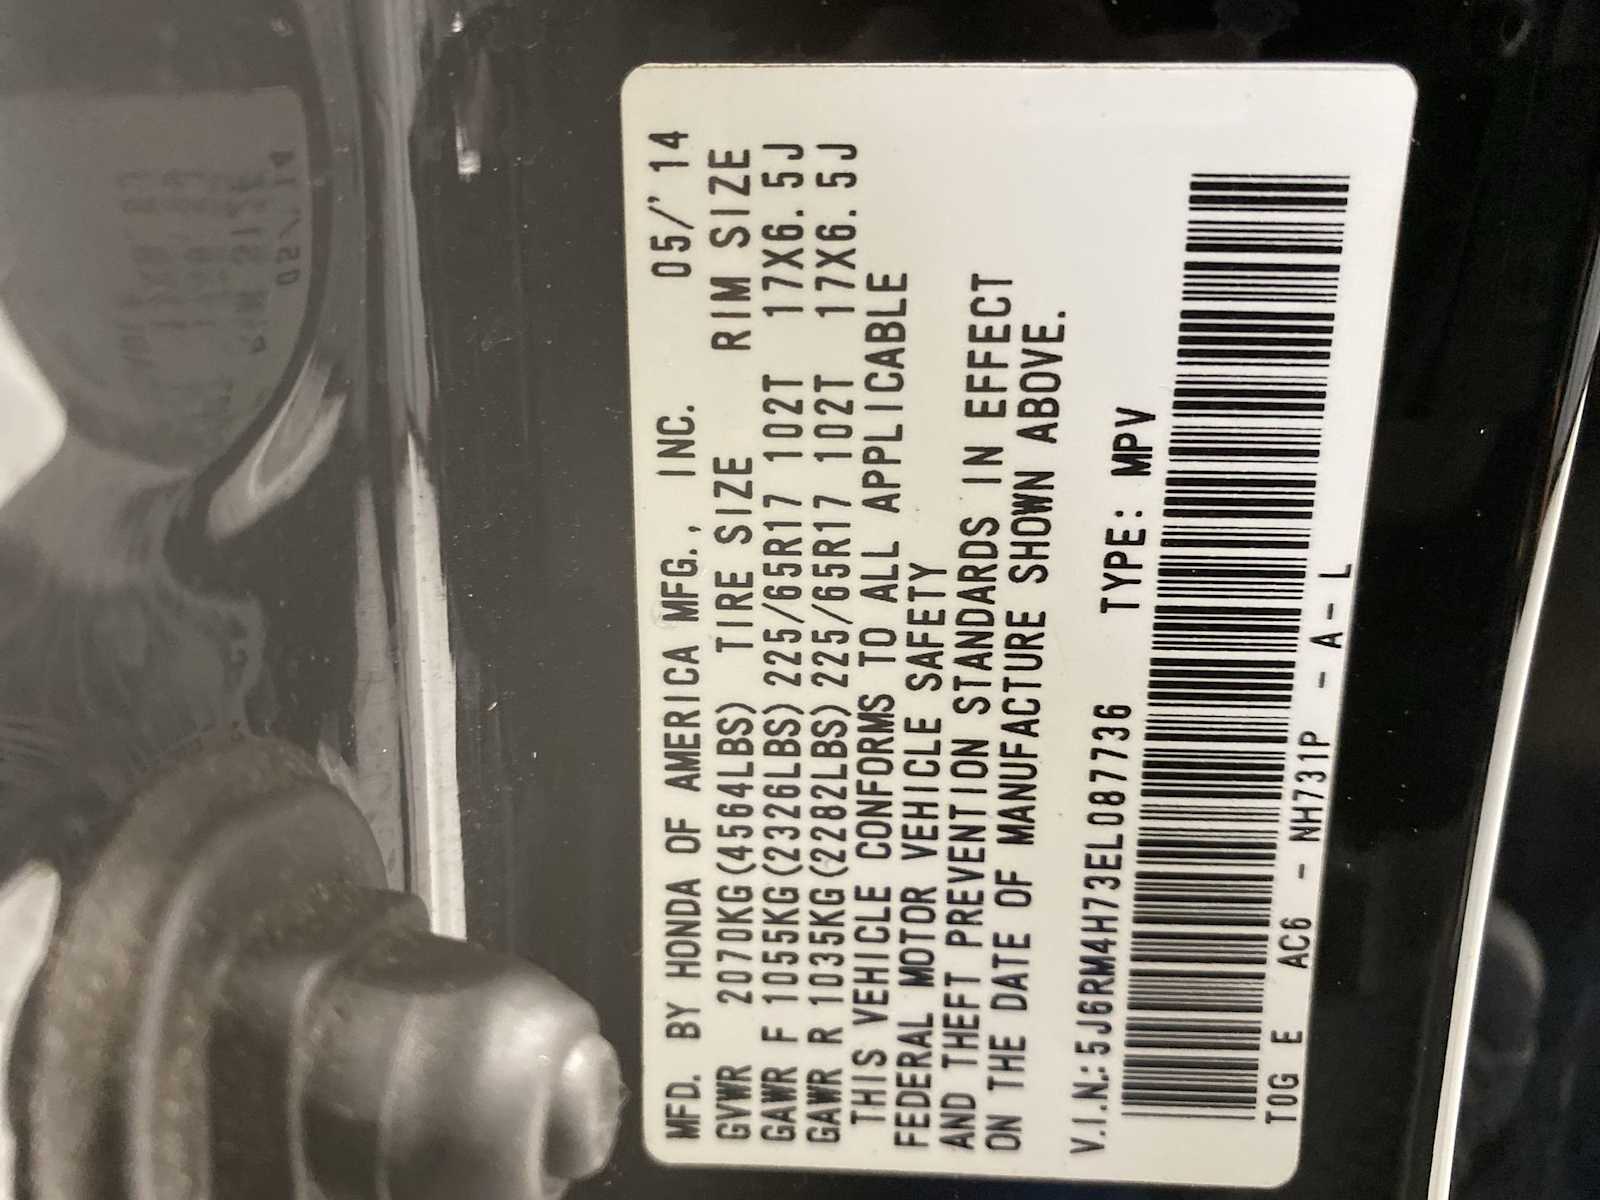 MFD. BY HONDA OF AMERICA MFG., INC. 05/'14
GVWR 2070KG(4564LBS) TIRE SIZE RIM SIZE
GAWR F 1055KG(2326LBS) 225/65R17 102T 17X6.5J
GAWR R 1035KG(2282LBS) 225/65R17 102T 17X6.5J
THIS VEHICLE CONFORMS TO ALL APPLICABLE
FEDERAL MOTOR VEHICLE SAFETY
AND THEFT PREVENTION STANDARDS IN EFFECT
ON THE DATE OF MANUFACTURE SHOWN ABOVE.
V.I.N.:5J6RM4H73EL087736 TYPE: MPV
T0G E AC6 - NH731P - A - L